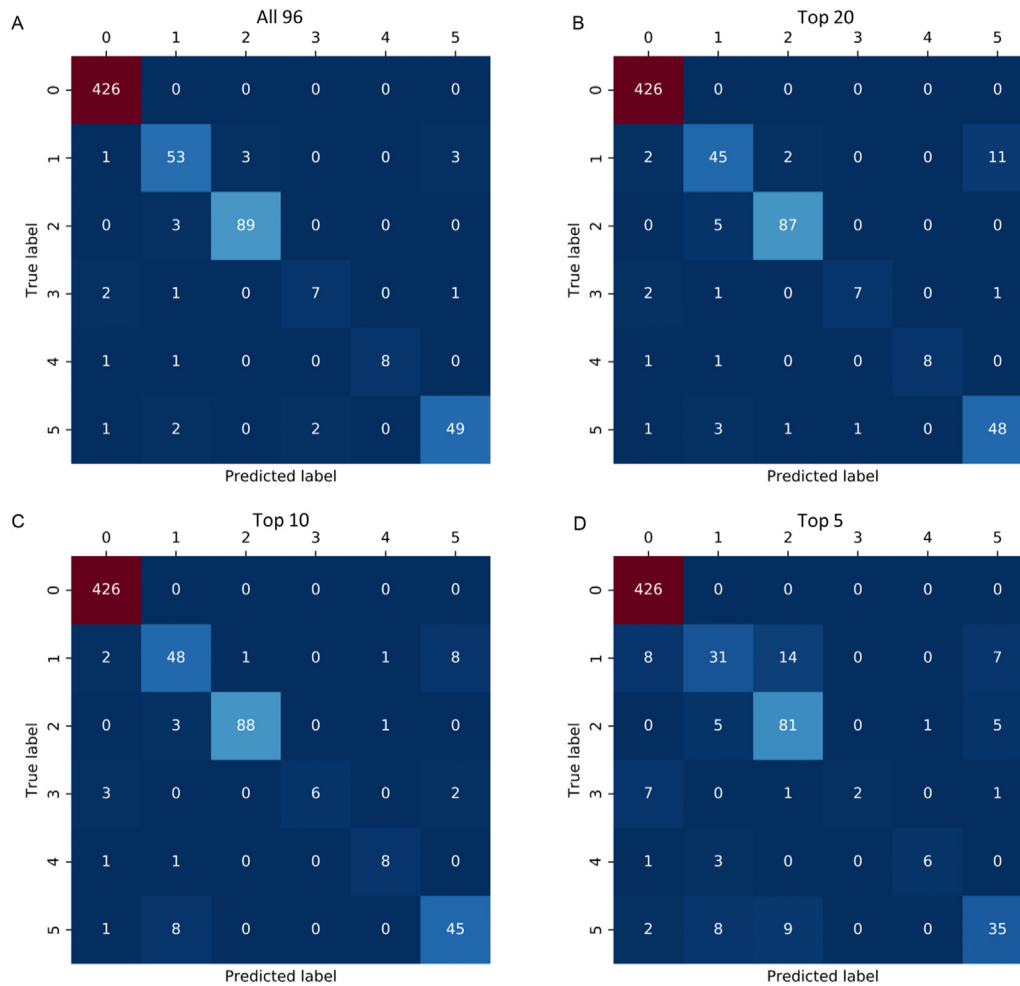 A
All 96
0 1 2 3 4 5
0 426 0 0 0 0 0
1 1 53 3 0 0 3
2 0 3 89 0 0 0
3 2 1 0 7 0 1
4 1 1 0 0 8 0
5 1 2 0 2 0 49
True label
Predicted label
B
Top 20
0 1 2 3 4 5
0 426 0 0 0 0 0
1 2 45 2 0 0 11
2 0 5 87 0 0 0
3 2 1 0 7 0 1
4 1 1 0 0 8 0
5 1 3 1 1 0 48
True label
Predicted label
C
Top 10
0 1 2 3 4 5
0 426 0 0 0 0 0
1 2 48 1 0 1 8
2 0 3 88 0 1 0
3 3 0 0 6 0 2
4 1 1 0 0 8 0
5 1 8 0 0 0 45
True label
Predicted label
D
Top 5
0 1 2 3 4 5
0 426 0 0 0 0 0
1 8 31 14 0 0 7
2 0 5 81 0 1 5
3 7 0 1 2 0 1
4 1 3 0 0 6 0
5 2 8 9 0 0 35
True label
Predicted label